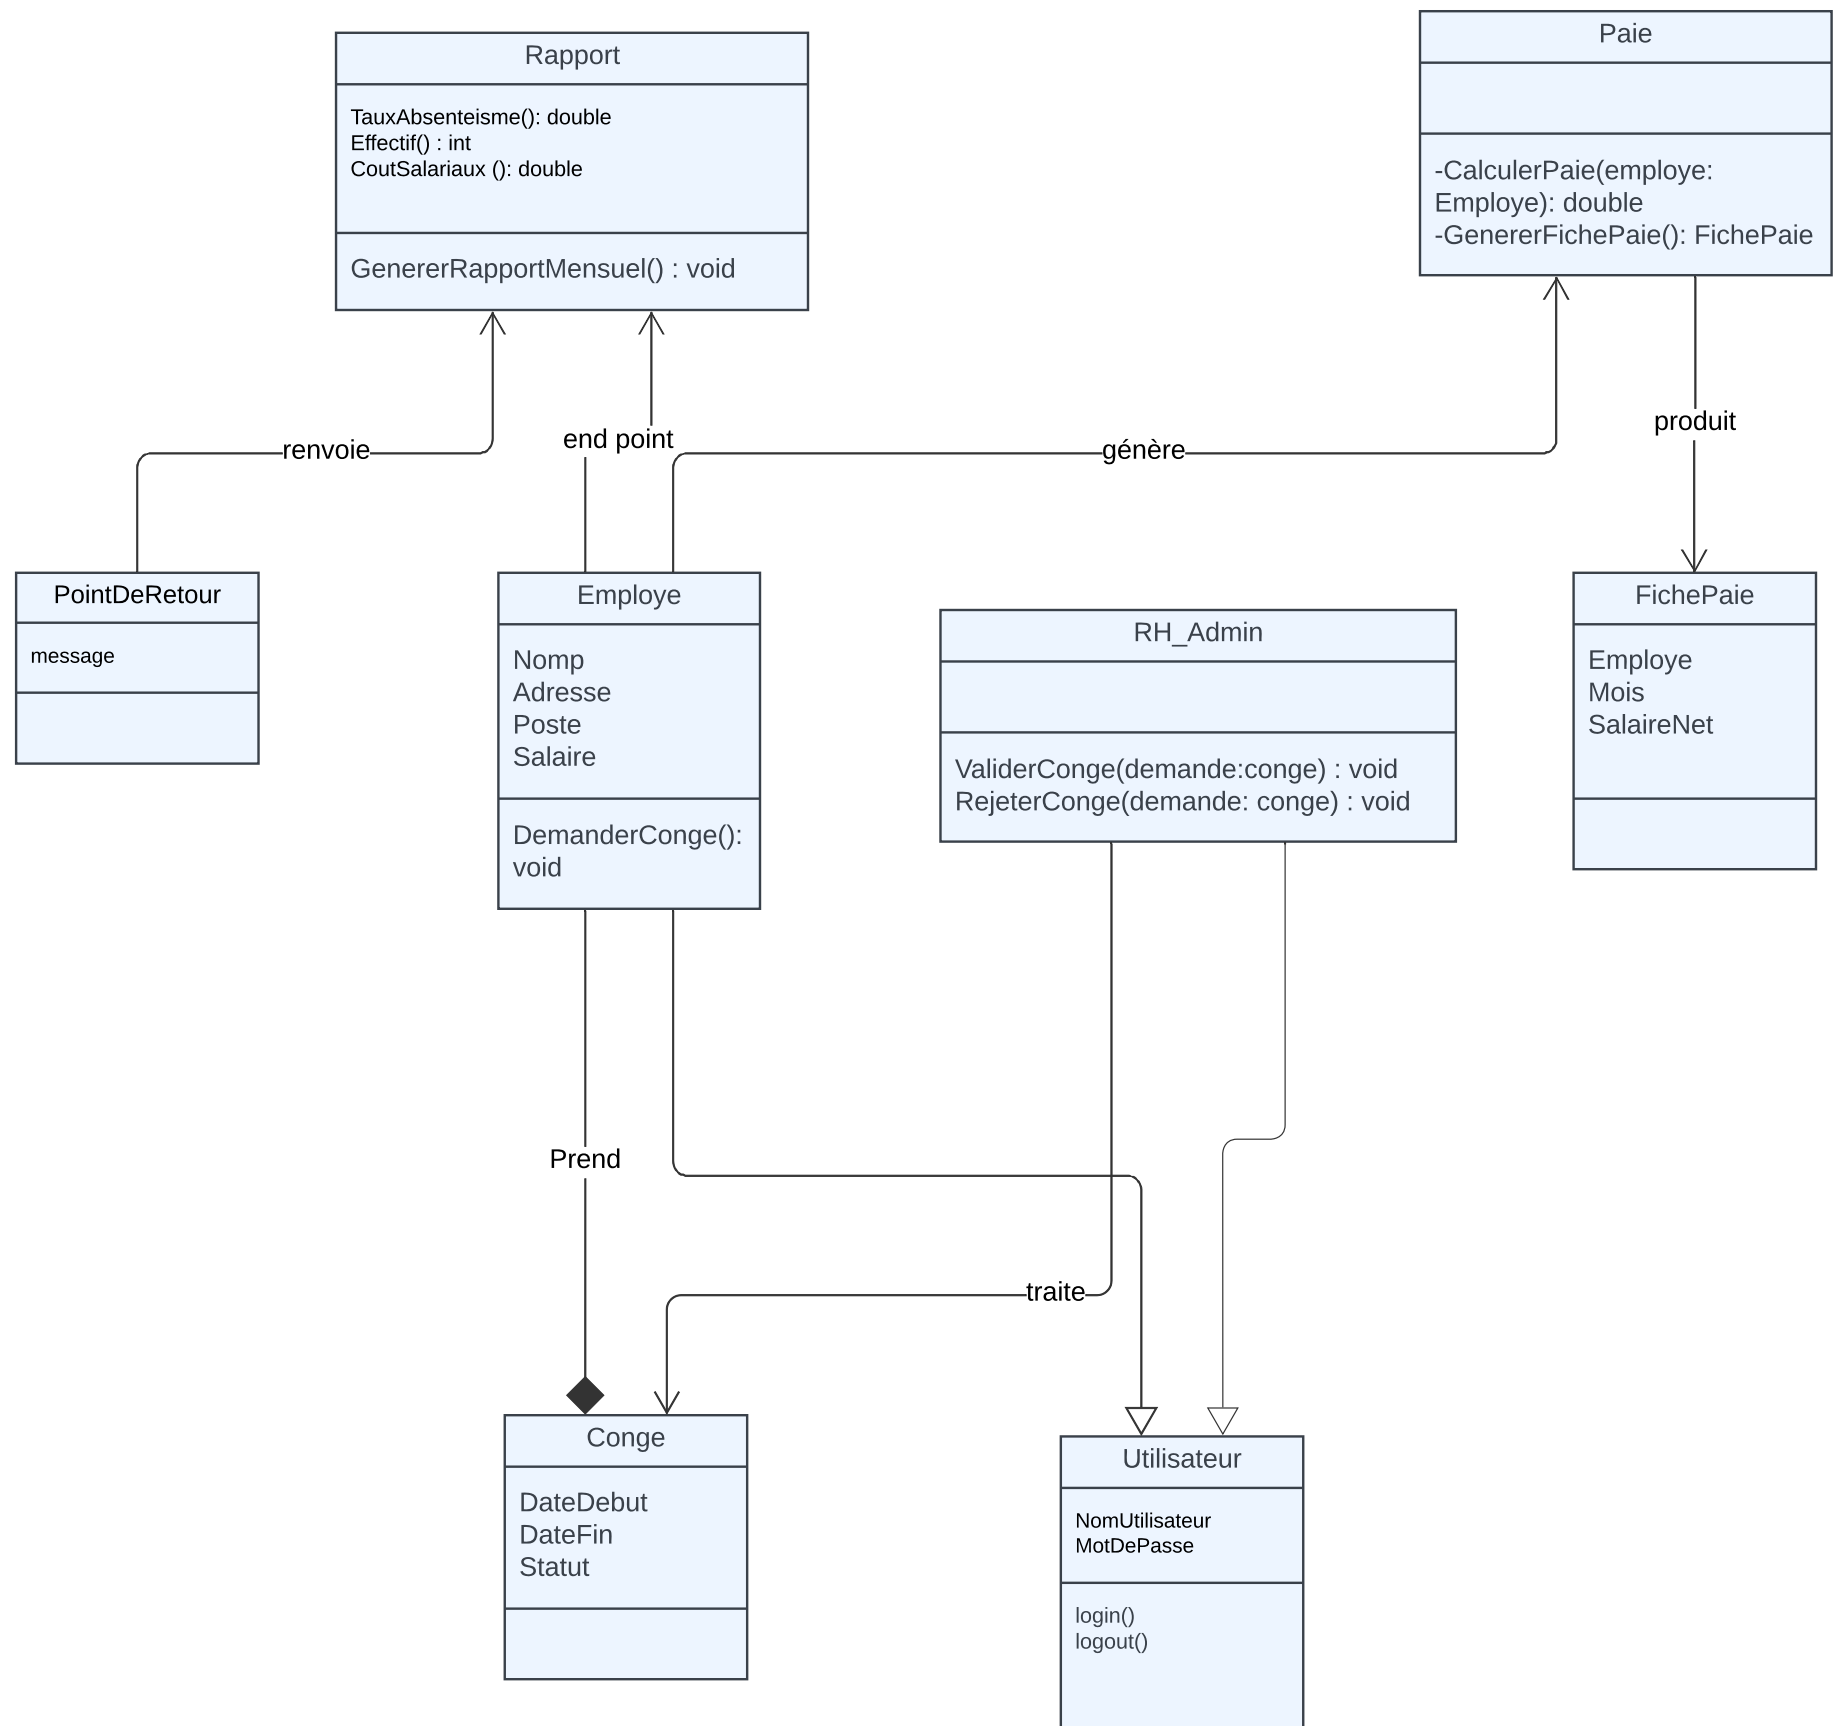 Rapport
TauxAbsenteisme(): double
Effectif() : int
CoutSalariaux (): double
GenererRapportMensuel() : void
Paie
-CalculerPaie(employe:
Employe): double
-GenererFichePaie(): FichePaie
renvoie
end point
génère
produit
PointDeRetour
message
Employe
Nomp
Adresse
Poste
Salaire
DemanderConge():
void
RH_Admin
ValiderConge(demande:conge) : void
RejeterConge(demande: conge) : void
FichePaie
Employe
Mois
SalaireNet
Prend
traite
Conge
DateDebut
DateFin
Statut
Utilisateur
NomUtilisateur
MotDePasse
login()
logout()